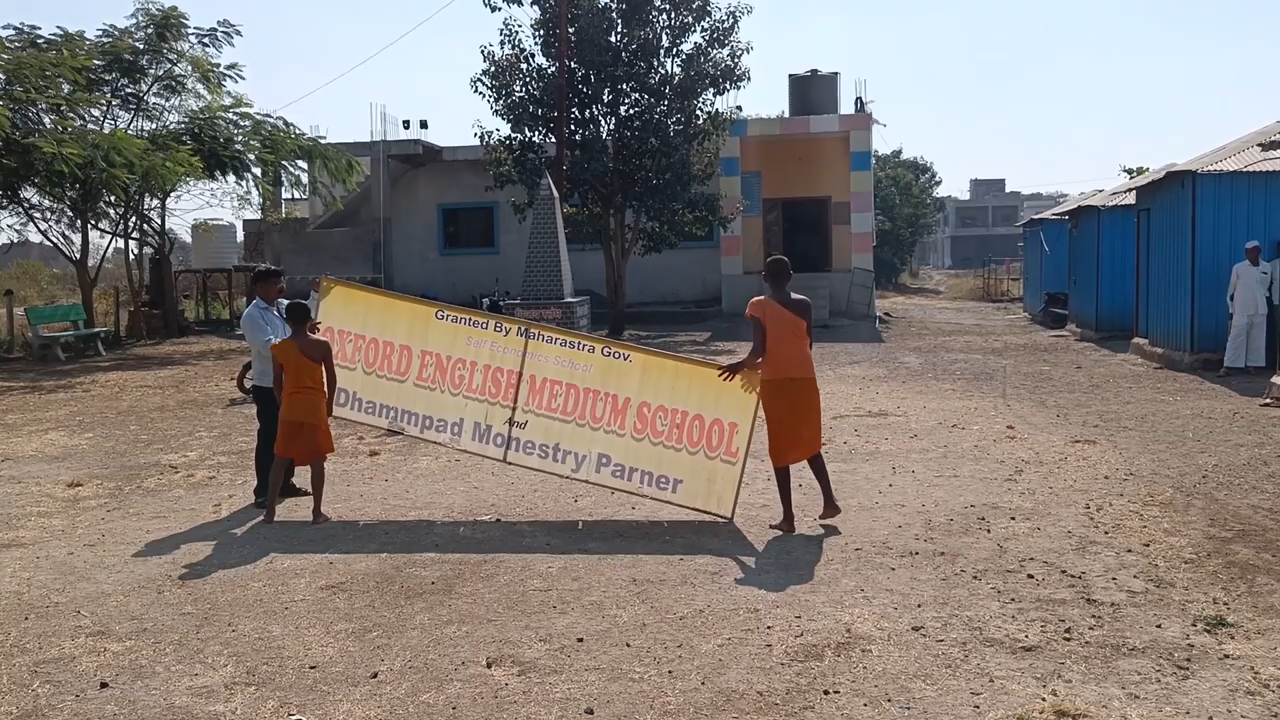 Granted By Maharastra Gov.
Self Economics School
OXFORD ENGLISH MEDIUM SCHOOL
And
Dhammpad Monestry Parner